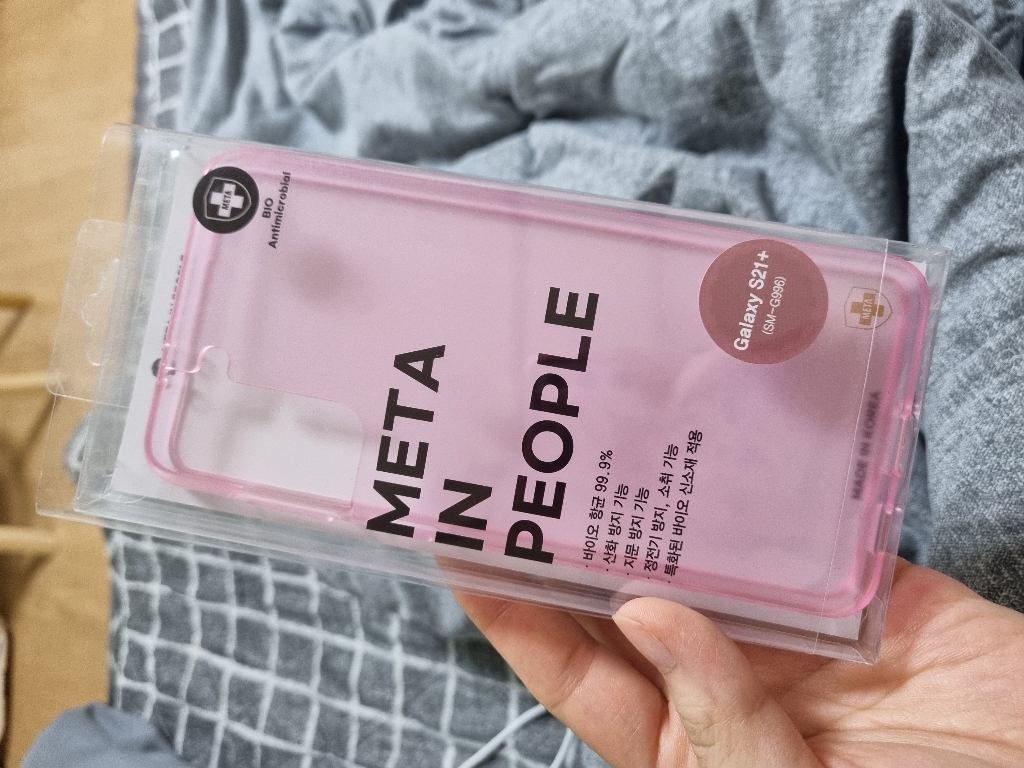 META
BIO
Antimicrobial
META
IN
PEOPLE
· 바이오 항균 99.9%
· 산화 방지 기능
· 지문 방지 기능
· 정전기 방지, 소취 기능
· 특화된 바이오 신소재 적용
Galaxy S21+
(SM-G996)
META
MADE IN KOREA